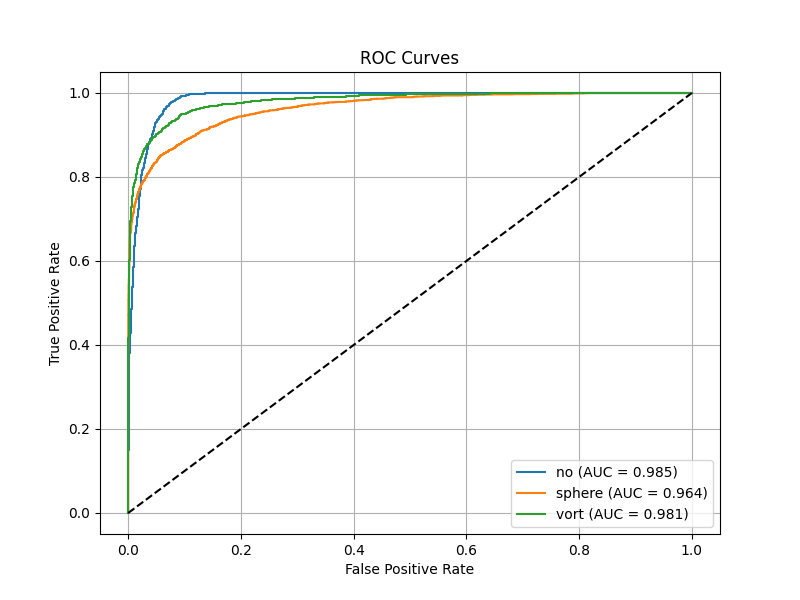 ROC Curves
True Positive Rate
1.0
0.8
0.6
0.4
0.2
0.0
no (AUC = 0.985)
sphere (AUC = 0.964)
vort (AUC = 0.981)
0.0 0.2 0.4 0.6 0.8 1.0
False Positive Rate